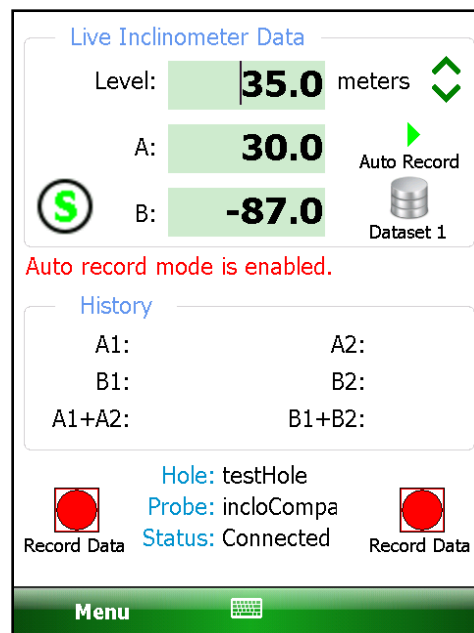 Live Inclinometer Data
Level: 35.0 meters
A: 30.0
Auto Record
S
B: -87.0
Dataset 1
Auto record mode is enabled.
History
A1: A2:
B1: B2:
A1+A2: B1+B2:
Hole: testHole
Probe: incloCompa
Status: Connected
Record Data Record Data
Menu